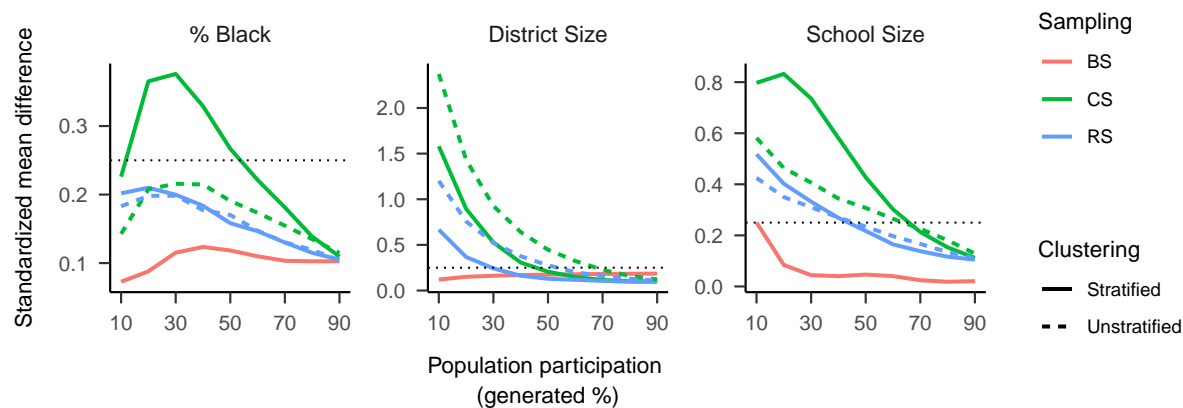 % Black
District Size
School Size
Standardized mean difference
0.3
0.2
0.1
2.0
1.5
1.0
0.5
0.0
0.8
0.6
0.4
0.2
0.0
10 30 50 70 90
10 30 50 70 90
10 30 50 70 90
Population participation
(generated %)
Sampling
BS
CS
RS
Clustering
Stratified
Unstratified